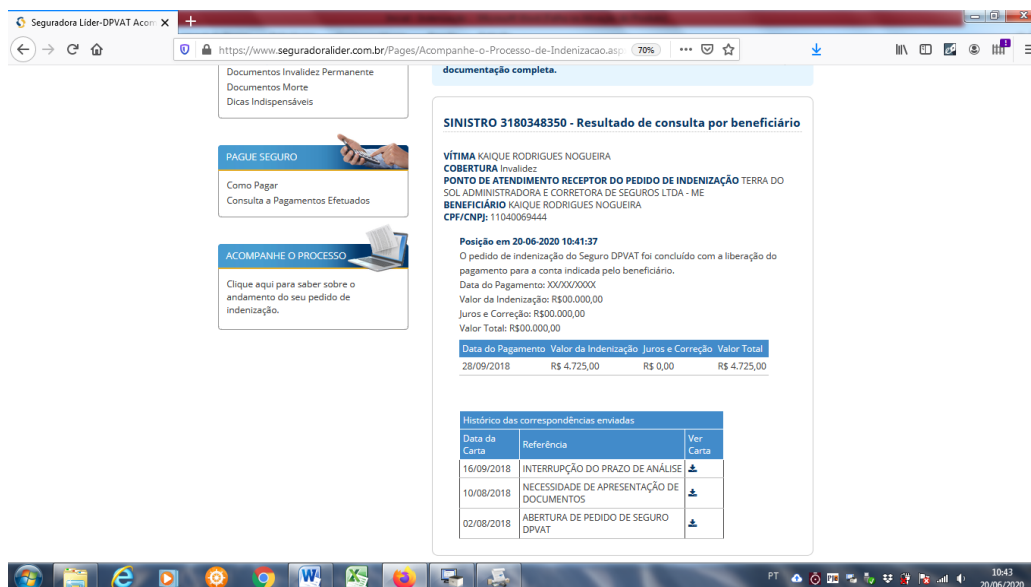 Seguradora Líder-DPVAT Acom
https://www.seguradoralider.com.br/Pages/Acompanhe-o-Processo-de-Indenizacao.asp
70%
Documentos Invalidez Permanente
Documentos Morte
Dicas Indispensáveis
PAGUE SEGURO
Como Pagar
Consulta a Pagamentos Efetuados
ACOMPANHE O PROCESSO
Clique aqui para saber sobre o
andamento do seu pedido de
indenização.
documentação completa.
SINISTRO 3180348350 - Resultado de consulta por beneficiário
VÍTIMA KAIQUE RODRIGUES NOGUEIRA
COBERTURA Invalidez
PONTO DE ATENDIMENTO RECEPTOR DO PEDIDO DE INDENIZAÇÃO TERRA DO
SOL ADMINISTRADORA E CORRETORA DE SEGUROS LTDA - ME
BENEFICIÁRIO KAIQUE RODRIGUES NOGUEIRA
CPF/CNPJ: 11040069444
Posição em 20-06-2020 10:41:37
O pedido de indenização do Seguro DPVAT foi concluído com a liberação do
pagamento para a conta indicada pelo beneficiário.
Data do Pagamento: XX/XX/XXXX
Valor da Indenização: R$00.000,00
Juros e Correção: R$00.000,00
Valor Total: R$00.000,00
Data do Pagamento Valor da Indenização Juros e Correção Valor Total
28/09/2018 R$ 4.725,00 R$ 0,00 R$ 4.725,00
Histórico das correspondências enviadas
Data da Carta Referência Ver Carta
16/09/2018 INTERRUPÇÃO DO PRAZO DE ANÁLISE
10/08/2018 NECESSIDADE DE APRESENTAÇÃO DE
DOCUMENTOS
02/08/2018 ABERTURA DE PEDIDO DE SEGURO
DPVAT
PT
10:43
20/06/2020